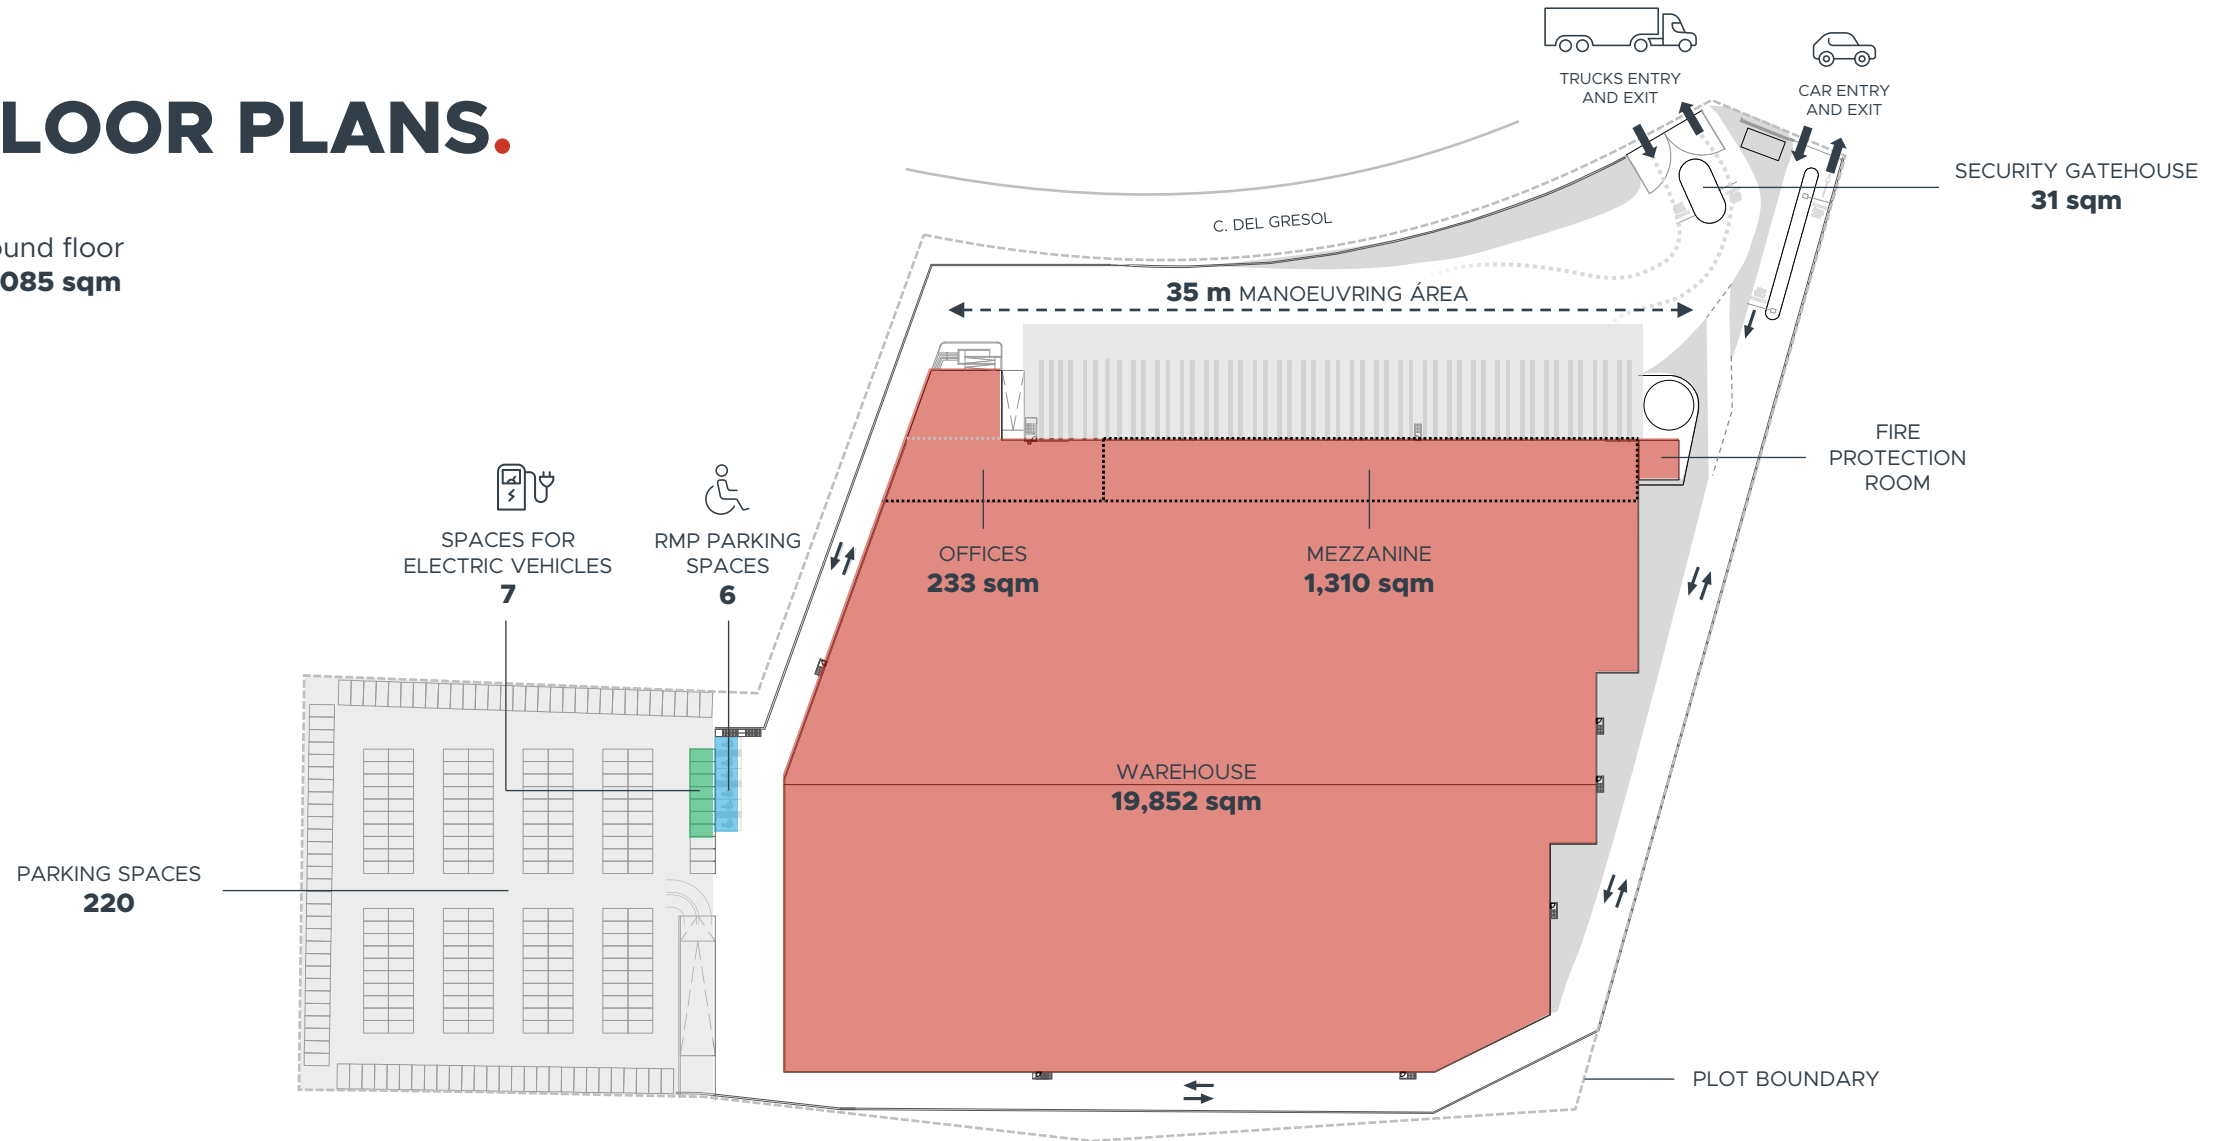 LOOR PLANS.
ound floor
085 sqm
TRUCKS ENTRY
AND EXIT
CAR ENTRY
AND EXIT
SECURITY GATEHOUSE
31 sqm
C. DEL GRESOL
35 m MANOEUVRING ÁREA
FIRE
PROTECTION
ROOM
SPACES FOR
ELECTRIC VEHICLES
7
RMP PARKING
SPACES
6
OFFICES
233 sqm
MEZZANINE
1,310 sqm
WAREHOUSE
19,852 sqm
PARKING SPACES
220
PLOT BOUNDARY